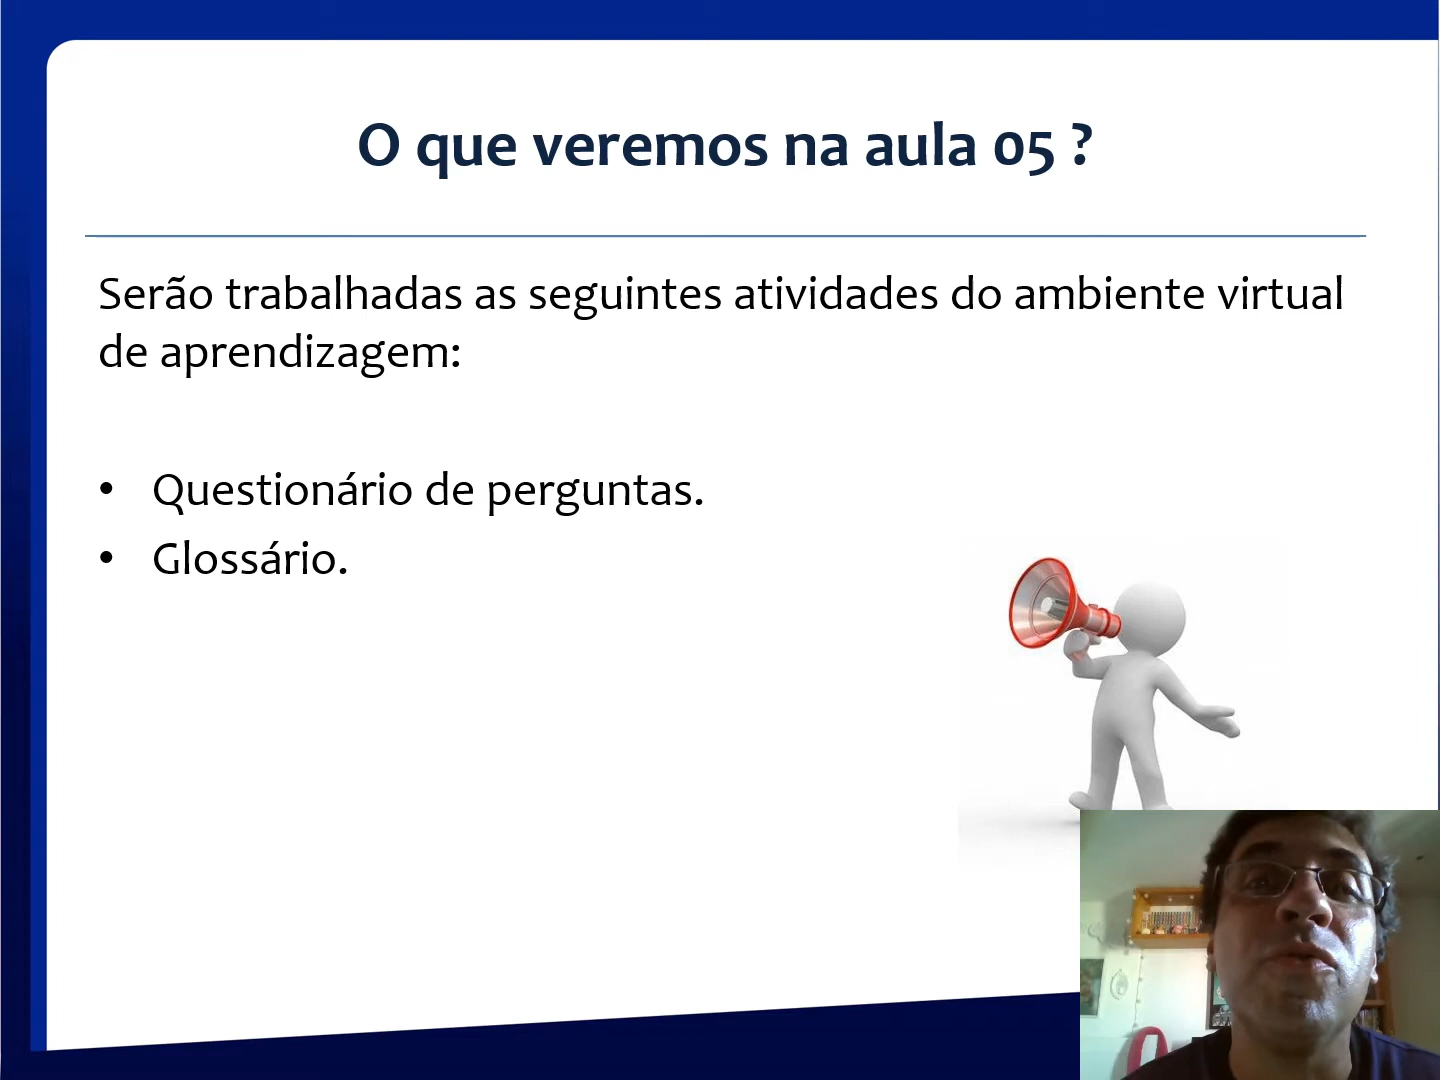 O que veremos na aula 05 ?
Serão trabalhadas as seguintes atividades do ambiente virtual
de aprendizagem:
• Questionário de perguntas.
• Glossário.